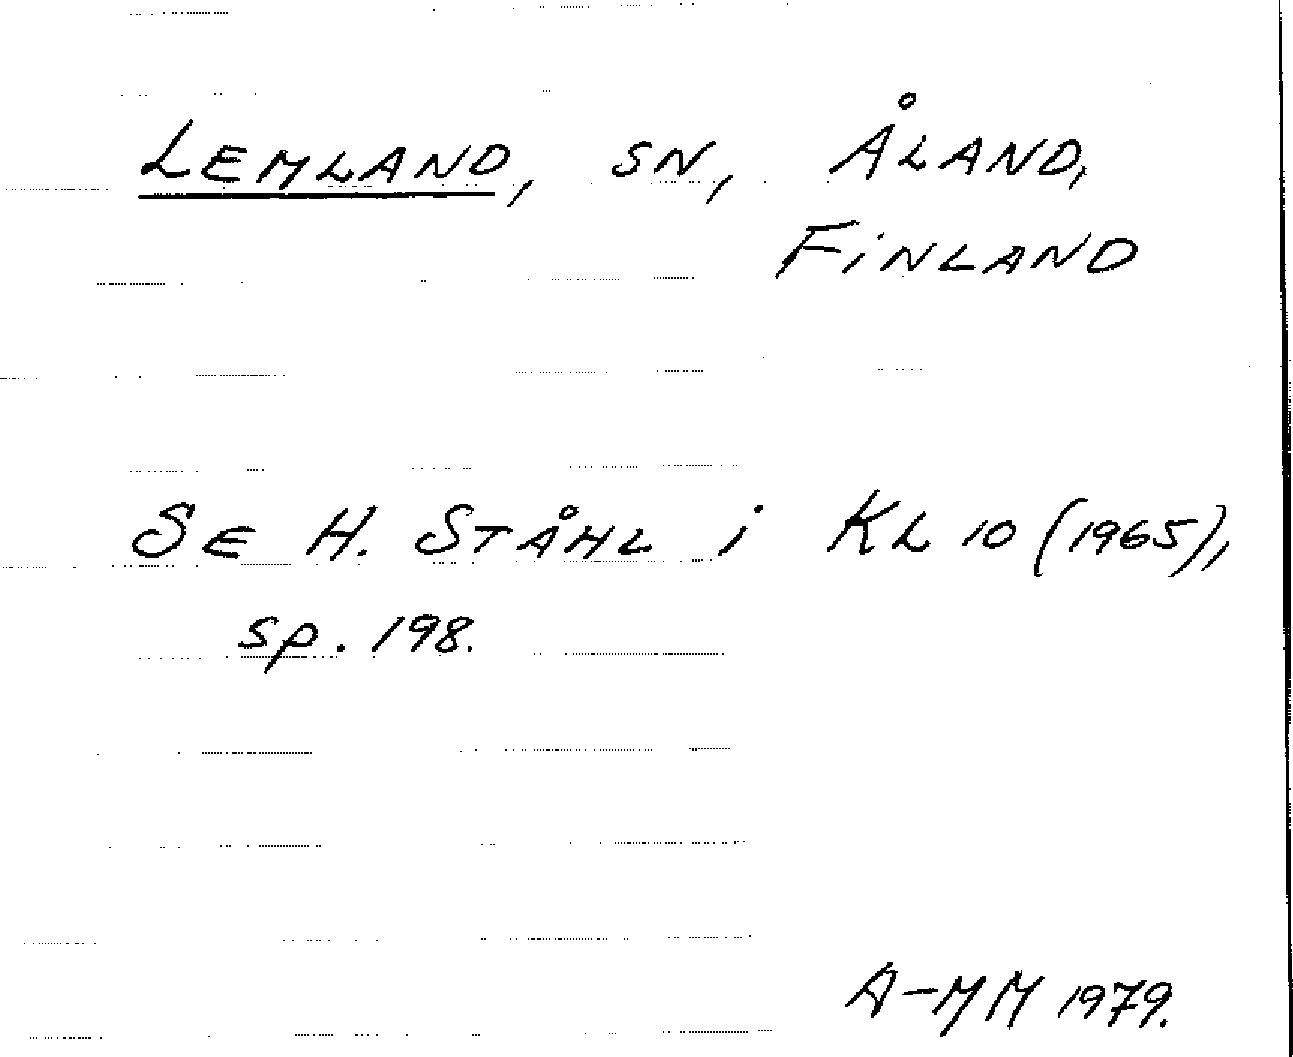 LEMLAND, SN, ÅLAND,
FINLAND
SE H. STÅHL i KL 10 (1965),
sp. 198.
A-MM 1979.